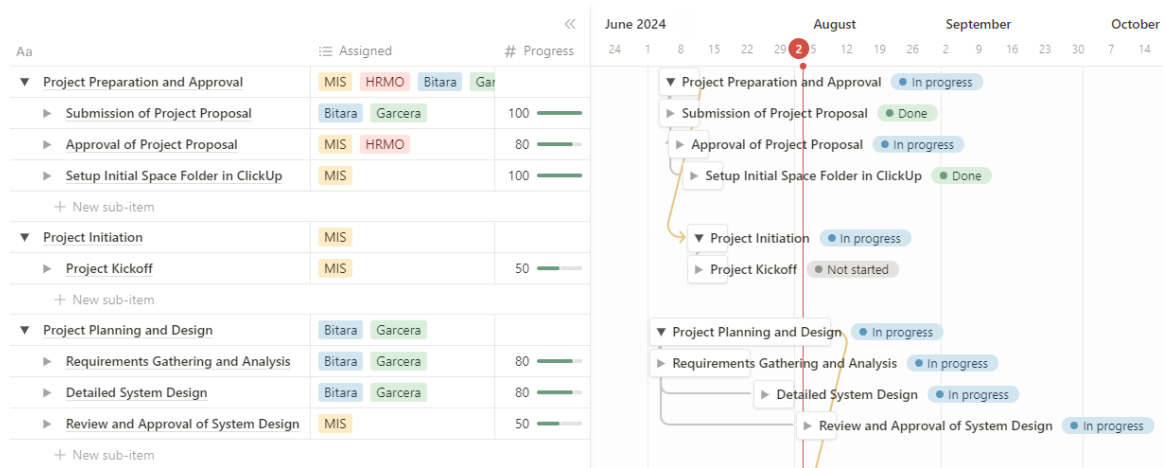 June 2024 August September October
Aa Assigned # Progress 24 1 8 15 22 29 2 5 12 19 26 2 9 16 23 30 7 14
Project Preparation and Approval MIS HRMO Bitara Gar Project Preparation and Approval In progress
Submission of Project Proposal Bitara Garcera 100 Submission of Project Proposal Done
Approval of Project Proposal MIS HRMO 80 Approval of Project Proposal In progress
Setup Initial Space Folder in ClickUp MIS 100 Setup Initial Space Folder in ClickUp Done
+ New sub-item
Project Initiation MIS Project Initiation In progress
Project Kickoff MIS 50 Project Kickoff Not started
+ New sub-item
Project Planning and Design Bitara Garcera Project Planning and Design In progress
Requirements Gathering and Analysis Bitara Garcera 80 Requirements Gathering and Analysis In progress
Detailed System Design Bitara Garcera 80 Detailed System Design In progress
Review and Approval of System Design MIS 50 Review and Approval of System Design In progress
+ New sub-item